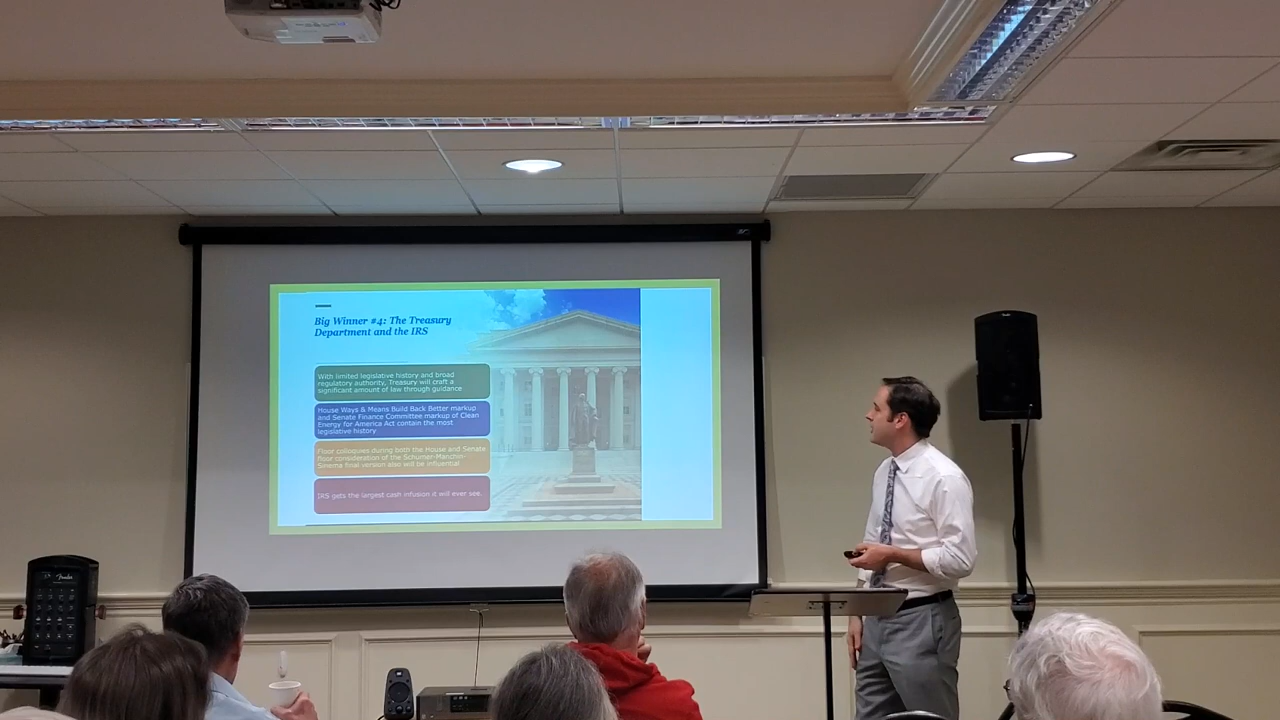 Big Winner #4: The Treasury
Department and the IRS
With limited legislative history and broad
regulatory authority, Treasury will craft a
significant amount of law through guidance
House Ways & Means Build Back Better markup
and Senate Finance Committee markup of Clean
Energy for America Act contain the most
legislative history
Floor colloquies during both the House and Senate
floor consideration of the Schumer-Manchin-
Sinema final version also will be influential
IRS gets the largest cash infusion it will ever see.
Fender